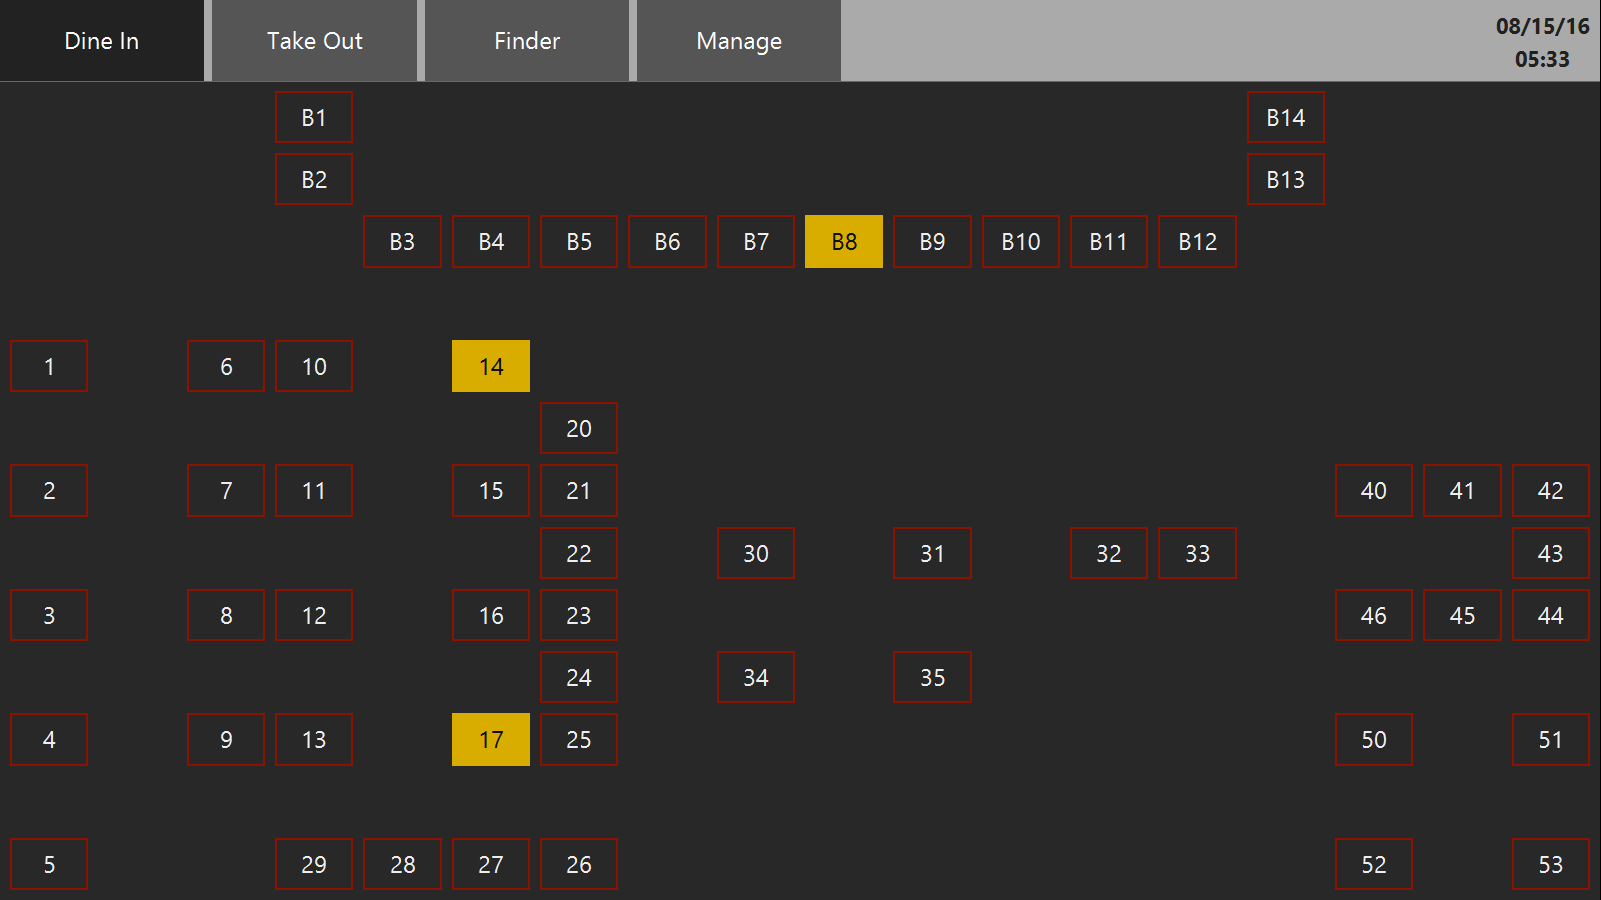 Dine In Take Out Finder Manage 08/15/16
05:33
B1 B14
B2 B13
B3 B4 B5 B6 B7 B8 B9 B10 B11 B12
1 6 10 14
20
2 7 11 15 21 40 41 42
22 30 31 32 33 43
3 8 12 16 23 46 45 44
24 34 35
4 9 13 17 25 50 51
5 29 28 27 26 52 53